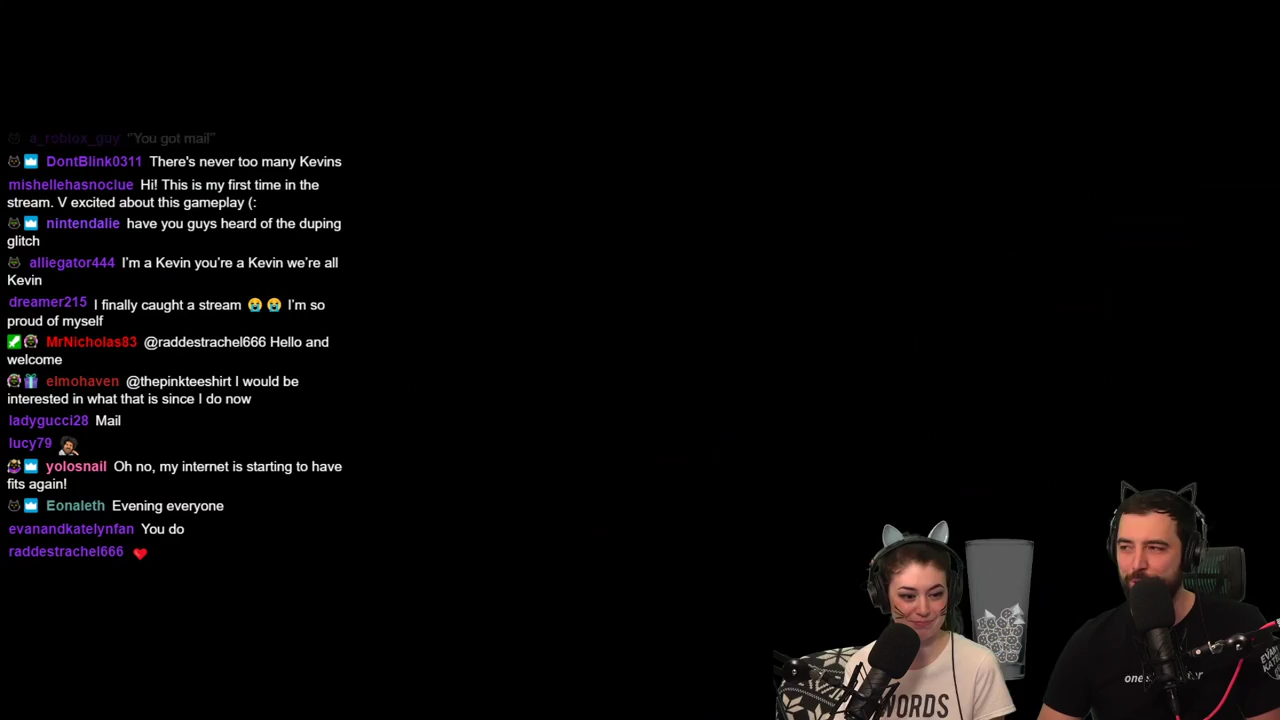 a_roblox_guy "You got mail"
DontBlink0311 There's never too many Kevins
mishellehasnoclue Hi! This is my first time in the
stream. V excited about this gameplay (:
nintendalie have you guys heard of the duping
glitch
alliegator444 I'm a Kevin you're a Kevin we're all
Kevin
dreamer215 I finally caught a stream 😭 😭 I'm so
proud of myself
MrNicholas83 @raddestrachel666 Hello and
welcome
elmohaven @thepinkteeshirt I would be
interested in what that is since I do now
ladygucci28 Mail
lucy79
yolosnail Oh no, my internet is starting to have
fits again!
Eonaleth Evening everyone
evanandkatelynfan You do
raddestrachel666 ❤
WORDS